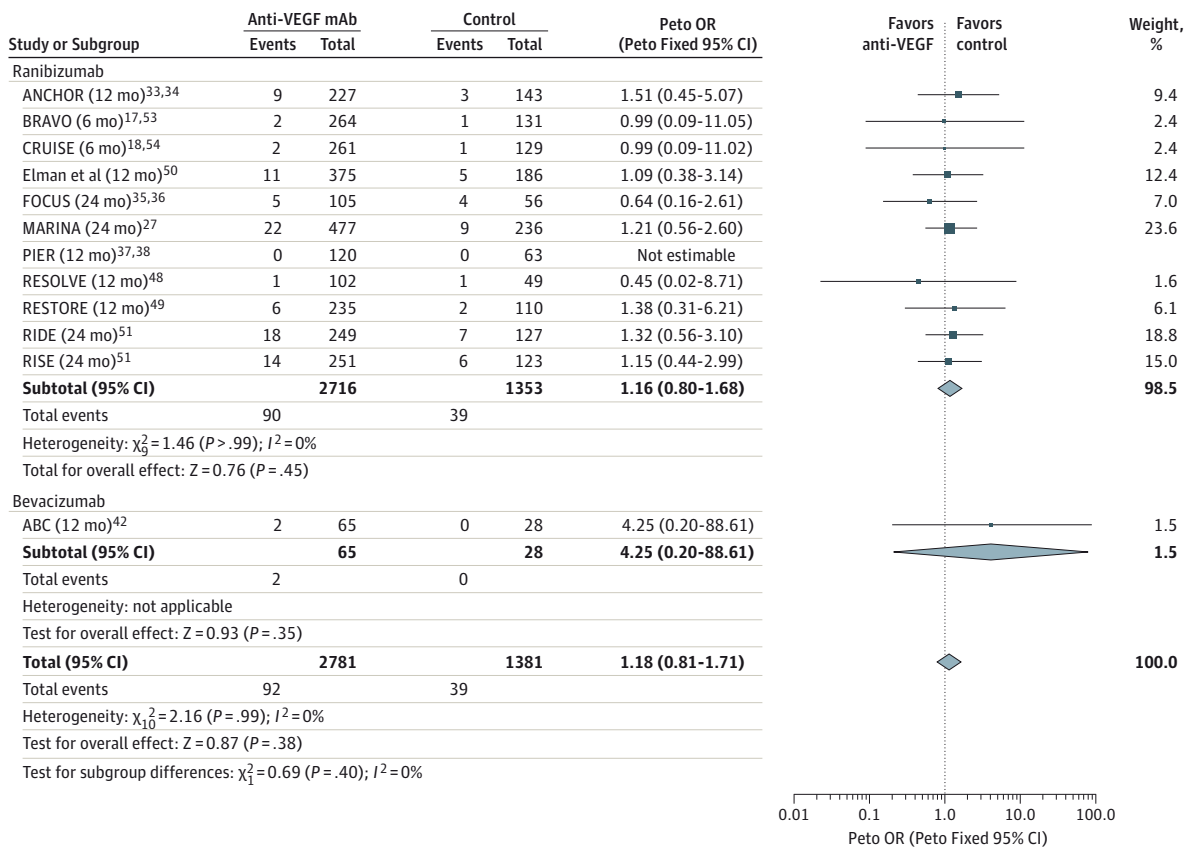 Anti-VEGF mAb Control Peto OR Favors Favors Weight,
Study or Subgroup Events Total Events Total (Peto Fixed 95% CI) anti-VEGF control %
Ranibizumab
ANCHOR (12 mo)33,34 9 227 3 143 1.51 (0.45-5.07) 9.4
BRAVO (6 mo)17,53 2 264 1 131 0.99 (0.09-11.05) 2.4
CRUISE (6 mo)18,54 2 261 1 129 0.99 (0.09-11.02) 2.4
Elman et al (12 mo)50 11 375 5 186 1.09 (0.38-3.14) 12.4
FOCUS (24 mo)35,36 5 105 4 56 0.64 (0.16-2.61) 7.0
MARINA (24 mo)27 22 477 9 236 1.21 (0.56-2.60) 23.6
PIER (12 mo)37,38 0 120 0 63 Not estimable
RESOLVE (12 mo)48 1 102 1 49 0.45 (0.02-8.71) 1.6
RESTORE (12 mo)49 6 235 2 110 1.38 (0.31-6.21) 6.1
RIDE (24 mo)51 18 249 7 127 1.32 (0.56-3.10) 18.8
RISE (24 mo)51 14 251 6 123 1.15 (0.44-2.99) 15.0
Subtotal (95% CI) 2716 1353 1.16 (0.80-1.68) 98.5
Total events 90 39
Heterogeneity: χ²₉ = 1.46 (P > .99); I² = 0%
Total for overall effect: Z = 0.76 (P = .45)
Bevacizumab
ABC (12 mo)42 2 65 0 28 4.25 (0.20-88.61) 1.5
Subtotal (95% CI) 65 28 4.25 (0.20-88.61) 1.5
Total events 2 0
Heterogeneity: not applicable
Test for overall effect: Z = 0.93 (P = .35)
Total (95% CI) 2781 1381 1.18 (0.81-1.71) 100.0
Total events 92 39
Heterogeneity: χ₁₀² = 2.16 (P = .99); I² = 0%
Test for overall effect: Z = 0.87 (P = .38)
Test for subgroup differences: χ²₁ = 0.69 (P = .40); I² = 0%
0.01 0.1 1.0 10.0 100.0
Peto OR (Peto Fixed 95% CI)